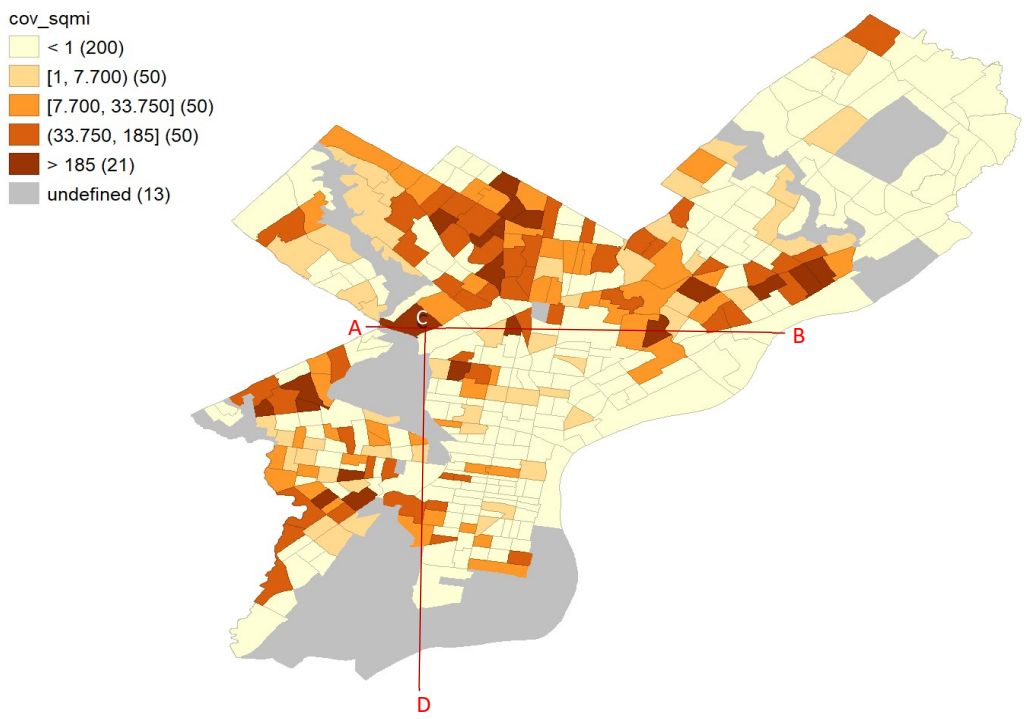 cov_sqmi
< 1 (200)
[1, 7.700) (50)
[7.700, 33.750] (50)
(33.750, 185] (50)
> 185 (21)
undefined (13)
C
A
B
D